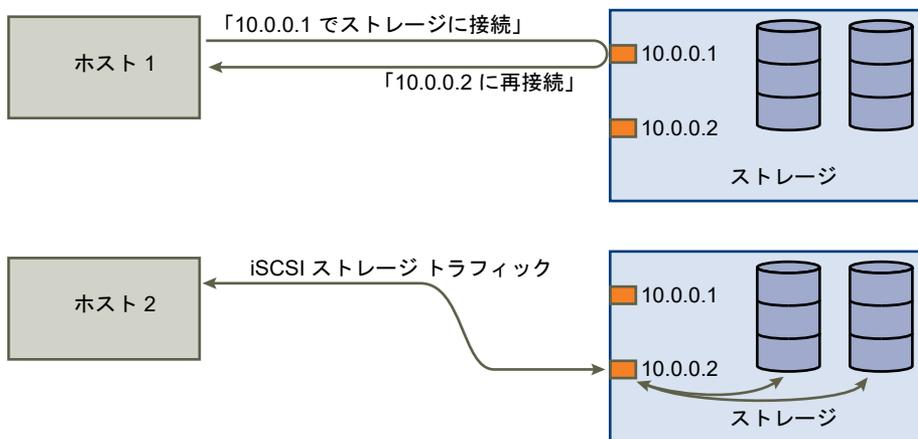 「10.0.0.1 でストレージに接続」
ホスト 1
10.0.0.1
「10.0.0.2 に再接続」
10.0.0.2
ストレージ
iSCSI ストレージ トラフィック
ホスト 2
10.0.0.1
10.0.0.2
ストレージ